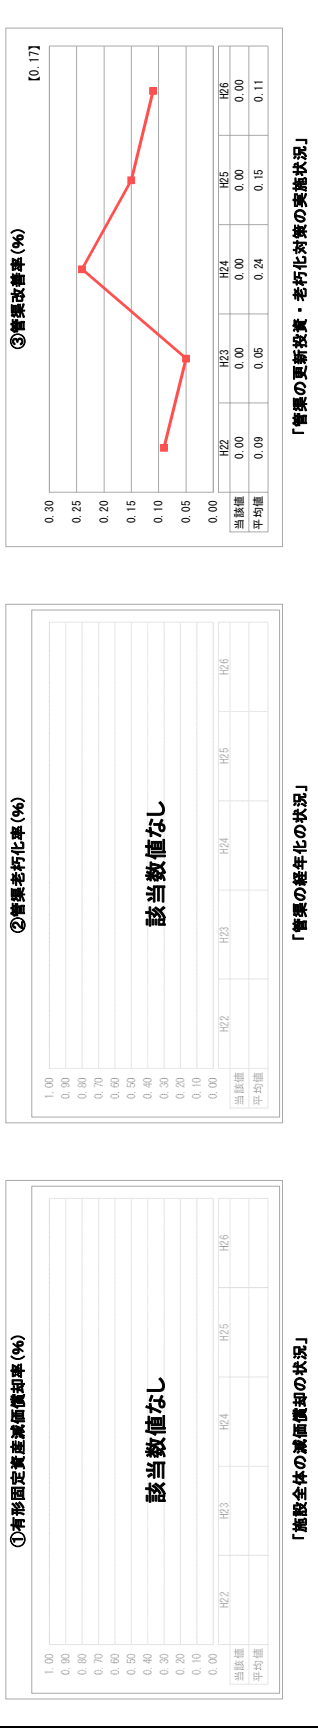 ①有形固定資産減価償却率(%)
1.00
0.90
0.80
0.70
0.60
0.50
0.40
0.30
0.20
0.10
0.00
該当数値なし
H22 H23 H24 H25 H26
当該値
平均値
「施設全体の減価償却の状況」
②管渠老朽化率(%)
1.00
0.90
0.80
0.70
0.60
0.50
0.40
0.30
0.20
0.10
0.00
該当数値なし
H22 H23 H24 H25 H26
当該値
平均値
「管渠の経年化の状況」
③管渠改善率(%)
【0.17】
0.30
0.25
0.20
0.15
0.10
0.05
0.00
H22 H23 H24 H25 H26
当該値 0.00 0.00 0.00 0.00 0.00
平均値 0.09 0.05 0.24 0.15 0.11
「管渠の更新投資・老朽化対策の実施状況」